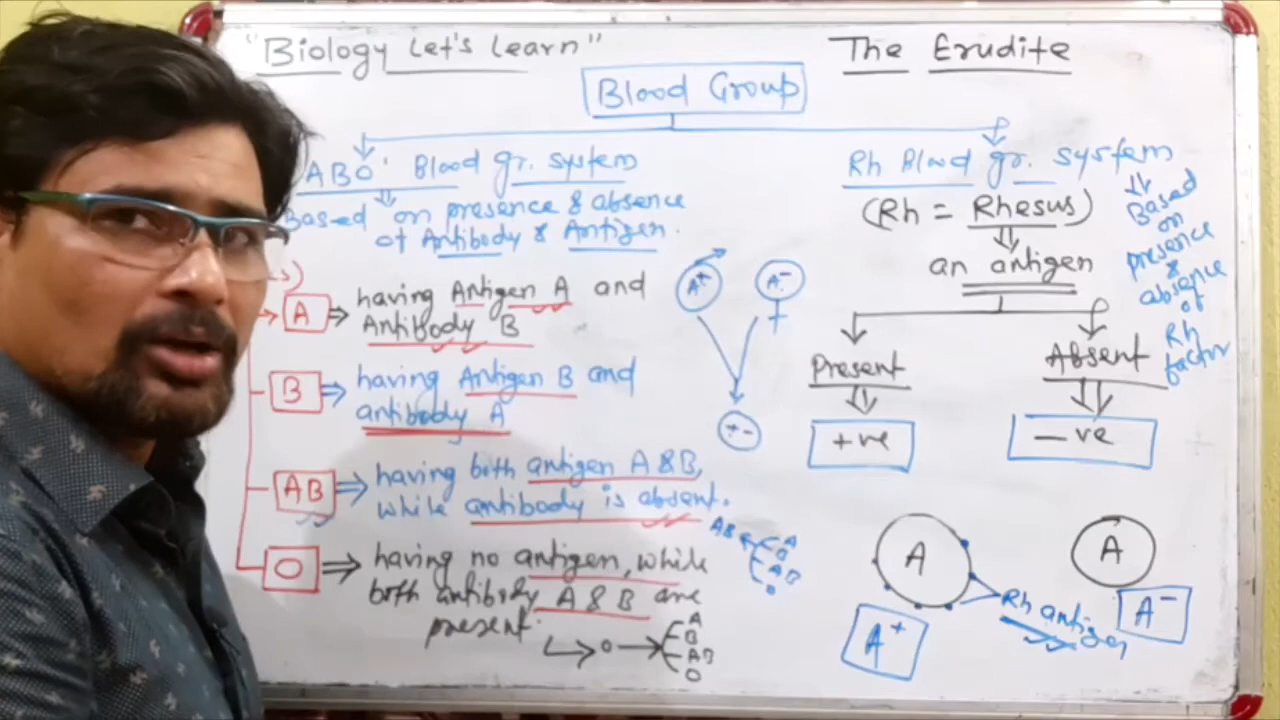 "Biology Let's Learn"
The Erudite
Blood Group
'ABO' Blood gr. system
Based on presence & absence
of Antibody & Antigen.
A ⇒ having Antigen A and
Antibody B
B ⇒ having Antigen B and
antibody A
AB ⇒ having both antigen A & B,
while antibody is absent.
O ⇒ having no antigen, while
both antibody A & B are
present.
o → A
B
AB
O
AB
A
B
AB
O
A+
A-
+ -
Rh Blood gr. system
(Rh = Rhesus)
an antigen
Based
on
presence
&
absence
of
Rh
factor
Present
Absent
+ve
-ve
A
A
Rh antigen
A+
A-